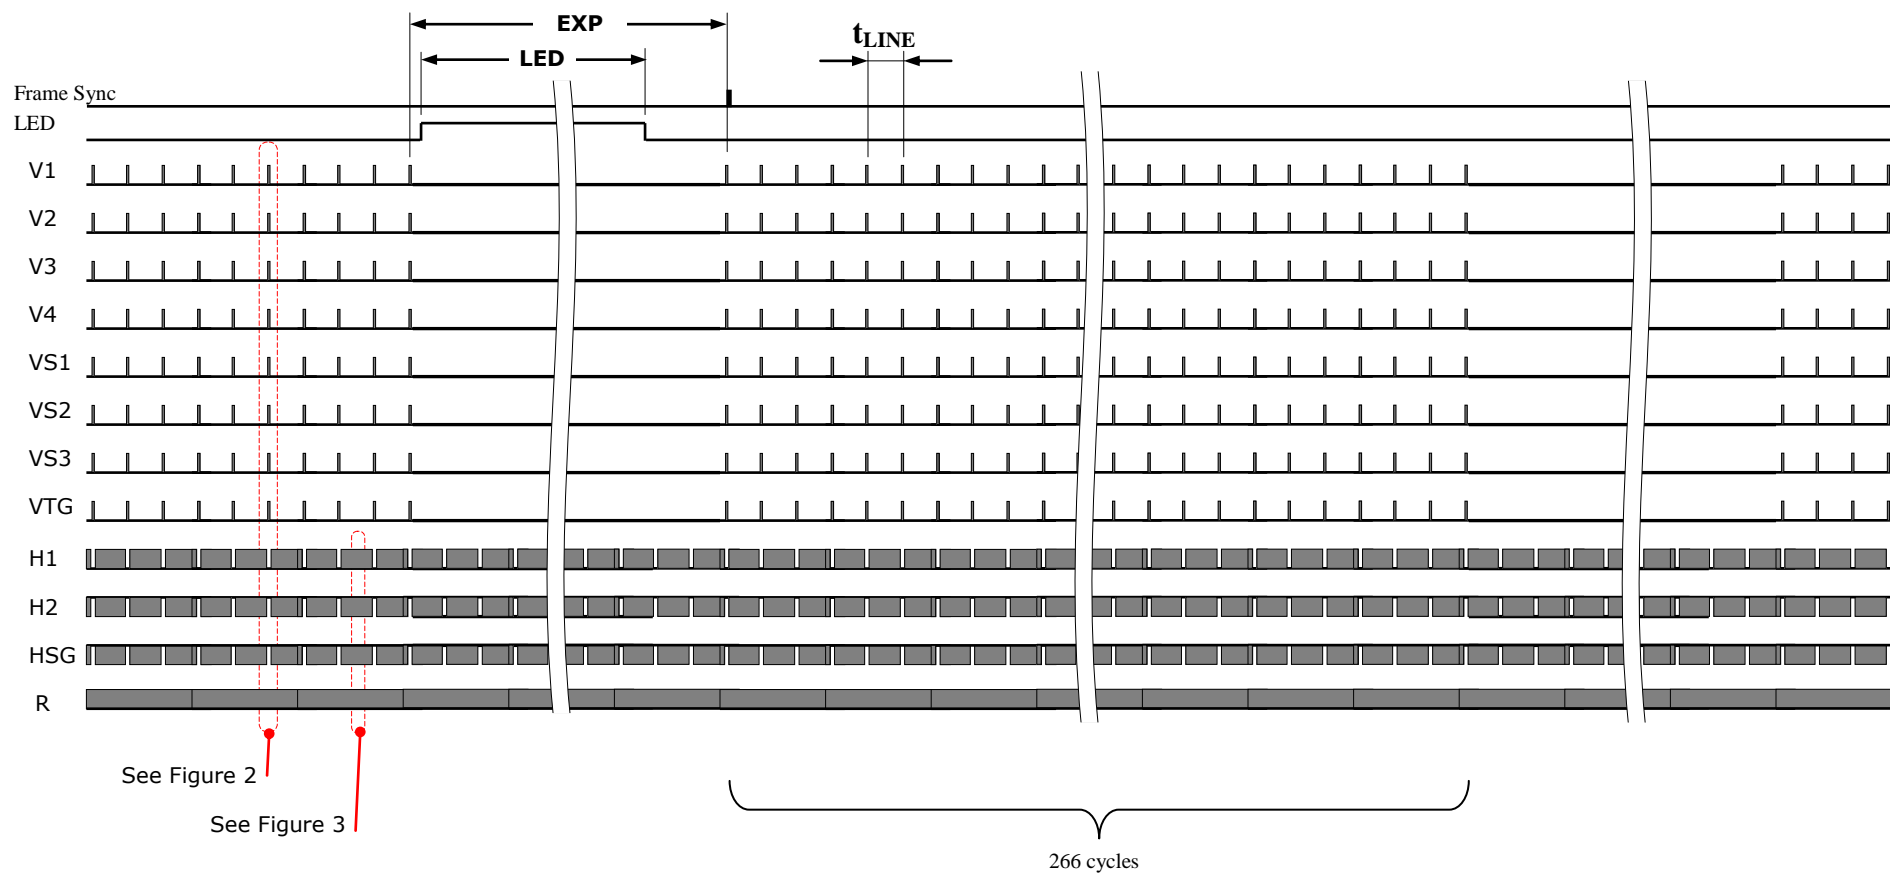 EXP
tLINE
LED
Frame Sync
LED
V1
V2
V3
V4
VS1
VS2
VS3
VTG
H1
H2
HSG
R
See Figure 2
See Figure 3
266 cycles